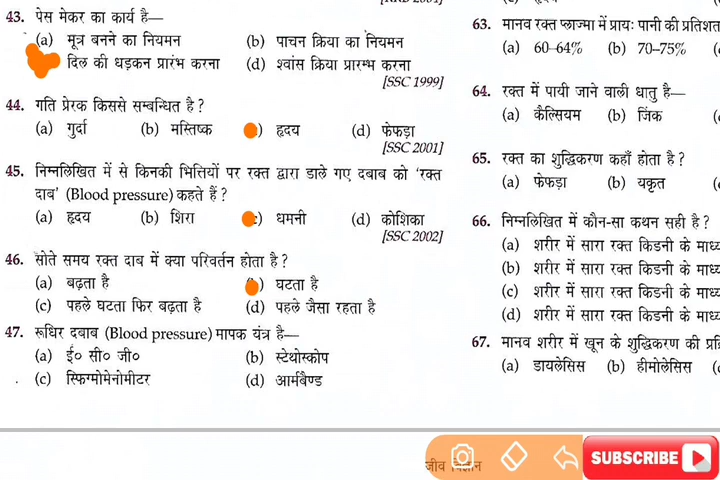 43. पेस मेकर का कार्य है—
(a) मूत्र बनने का नियमन (b) पाचन क्रिया का नियमन
दिल की धड़कन प्रारंभ करना (d) श्वांस क्रिया प्रारम्भ करना
[SSC 1999]
44. गति प्रेरक किससे सम्बन्धित है?
(a) गुर्दा (b) मस्तिष्क ) हृदय (d) फेफड़ा
[SSC 2001]
45. निम्नलिखित में से किनकी भित्तियों पर रक्त द्वारा डाले गए दबाव को ‘रक्त
दाब’ (Blood pressure) कहते हैं?
(a) हृदय (b) शिरा ) धमनी (d) कोशिका
[SSC 2002]
46. सोते समय रक्त दाब में क्या परिवर्तन होता है?
(a) बढ़ता है ) घटता है
(c) पहले घटता फिर बढ़ता है (d) पहले जैसा रहता है
47. रूधिर दबाव (Blood pressure) मापक यंत्र है—
(a) ई० सी० जी० (b) स्टेथोस्कोप
(c) स्फिग्मोमेनोमीटर (d) आर्मबैण्ड
63. मानव रक्त प्लाज्मा में प्रायः पानी की प्रतिशत
(a) 60–64% (b) 70–75% (
64. रक्त में पायी जाने वाली धातु है—
(a) कैल्सियम (b) जिंक (
65. रक्त का शुद्धिकरण कहाँ होता है?
(a) फेफड़ा (b) यकृत (
66. निम्नलिखित में कौन-सा कथन सही है?
(a) शरीर में सारा रक्त किडनी के माध्य
(b) शरीर में सारा रक्त किडनी के माध्य
(c) शरीर में सारा रक्त किडनी के माध्य
(d) शरीर में सारा रक्त किडनी के माध्य
67. मानव शरीर में खून के शुद्धिकरण की प्रक्रि
(a) डायलेसिस (b) हीमोलेसिस (
जीव विज्ञान
SUBSCRIBE